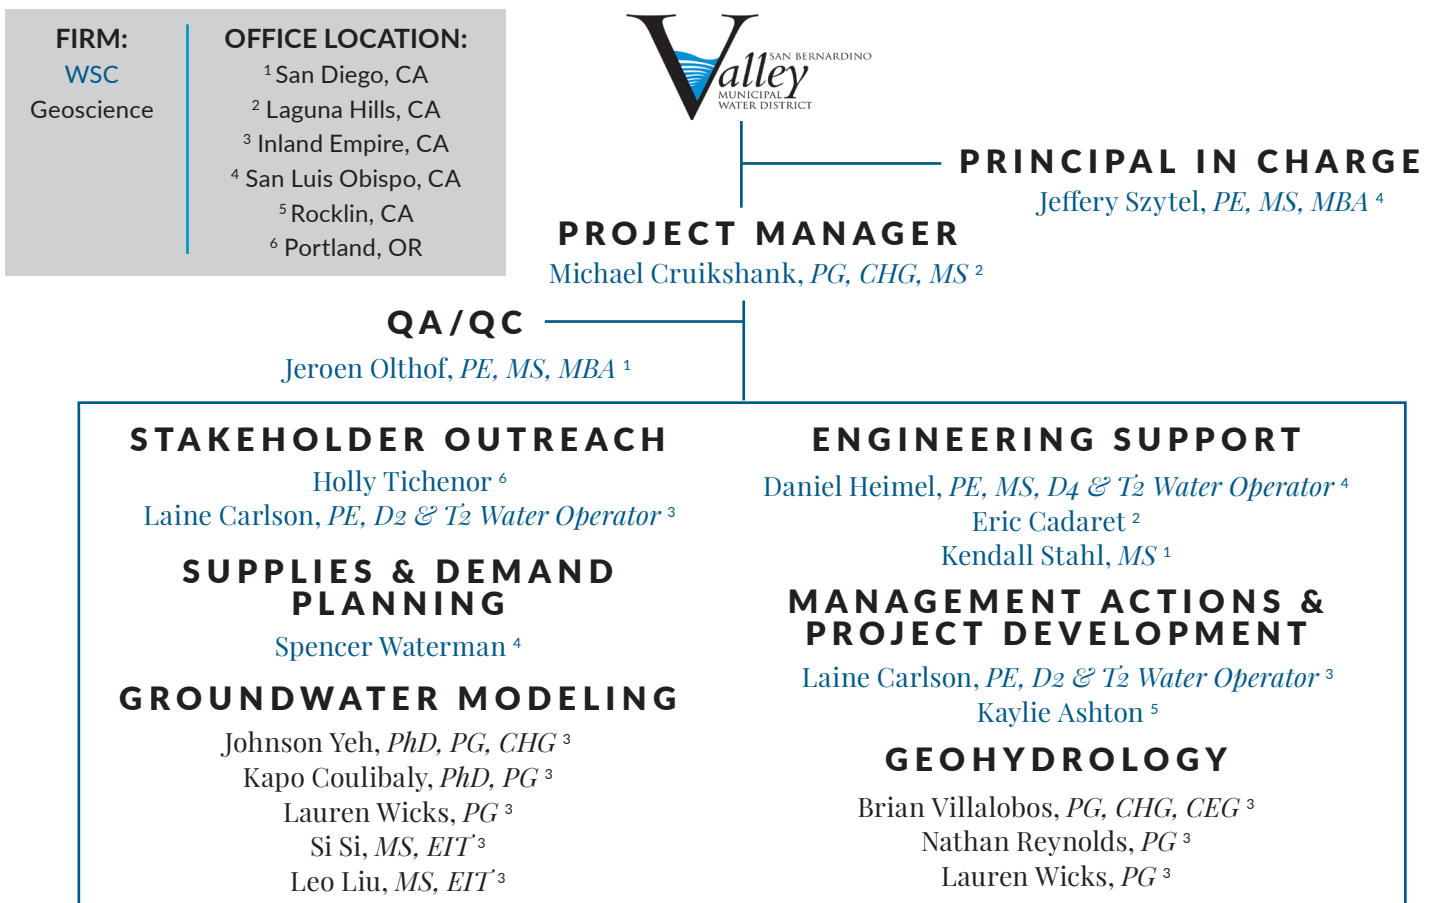 FIRM:
WSC
Geoscience
OFFICE LOCATION:
¹ San Diego, CA
² Laguna Hills, CA
³ Inland Empire, CA
⁴ San Luis Obispo, CA
⁵ Rocklin, CA
⁶ Portland, OR
Valley
SAN BERNARDINO
MUNICIPAL
WATER DISTRICT
PRINCIPAL IN CHARGE
Jeffery Szytel, PE, MS, MBA ⁴
PROJECT MANAGER
Michael Cruikshank, PG, CHG, MS ²
QA/QC
Jeroen Olthof, PE, MS, MBA ¹
STAKEHOLDER OUTREACH
Holly Tichenor ⁶
Laine Carlson, PE, D2 & T2 Water Operator ³
SUPPLIES & DEMAND
PLANNING
Spencer Waterman ⁴
GROUNDWATER MODELING
Johnson Yeh, PhD, PG, CHG ³
Kapo Coulibaly, PhD, PG ³
Lauren Wicks, PG ³
Si Si, MS, EIT ³
Leo Liu, MS, EIT ³
ENGINEERING SUPPORT
Daniel Heimel, PE, MS, D4 & T2 Water Operator ⁴
Eric Cadaret ²
Kendall Stahl, MS ¹
MANAGEMENT ACTIONS &
PROJECT DEVELOPMENT
Laine Carlson, PE, D2 & T2 Water Operator ³
Kaylie Ashton ⁵
GEOHYDROLOGY
Brian Villalobos, PG, CHG, CEG ³
Nathan Reynolds, PG ³
Lauren Wicks, PG ³